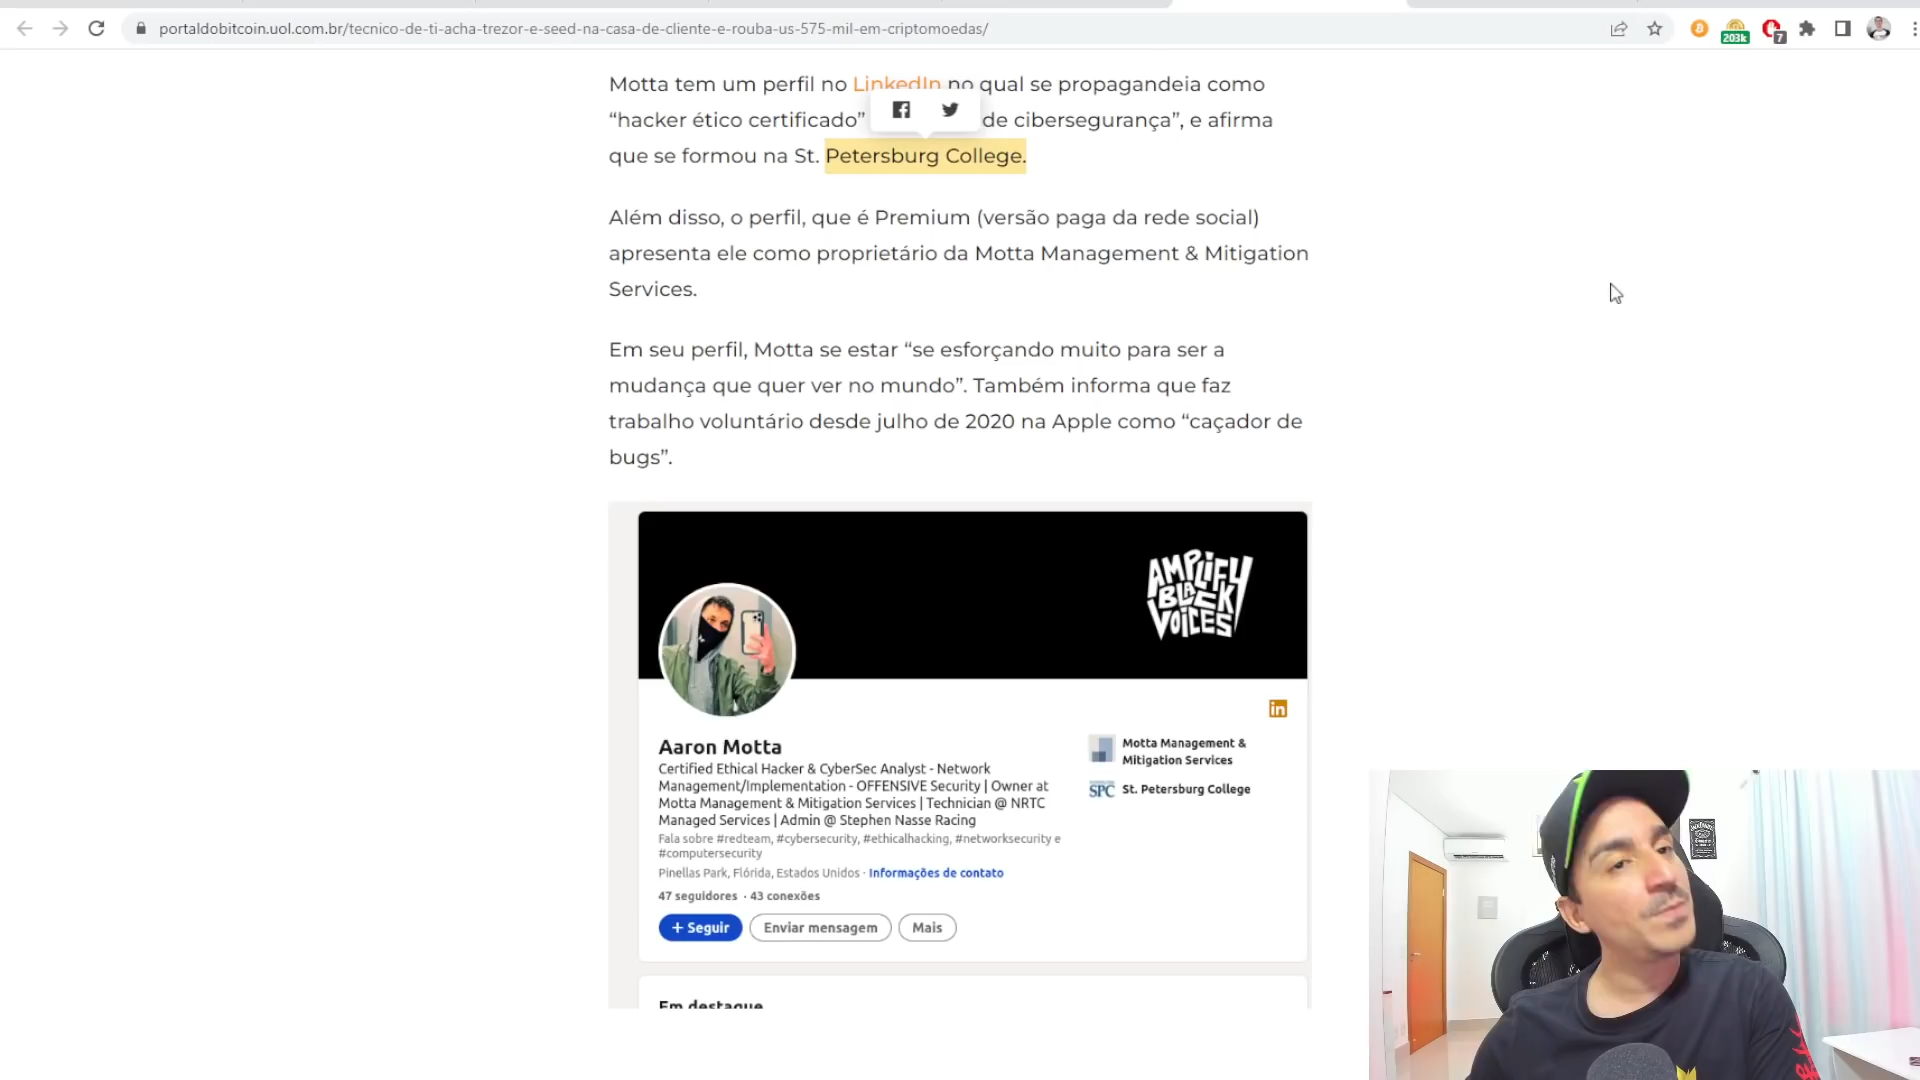 portaldobitcoin.uol.com.br/tecnico-de-ti-acha-trezor-e-seed-na-casa-de-cliente-e-rouba-us-575-mil-em-criptomoedas/
203k
7
Motta tem um perfil no LinkedIn no qual se propagandeia como
“hacker ético certificado” de cibersegurança”, e afirma
que se formou na St. Petersburg College.
Além disso, o perfil, que é Premium (versão paga da rede social)
apresenta ele como proprietário da Motta Management & Mitigation
Services.
Em seu perfil, Motta se estar “se esforçando muito para ser a
mudança que quer ver no mundo”. Também informa que faz
trabalho voluntário desde julho de 2020 na Apple como “caçador de
bugs”.
AMPLIFY
BLACK
VOICES
in
Aaron Motta
Certified Ethical Hacker & CyberSec Analyst - Network
Management/Implementation - OFFENSIVE Security | Owner at
Motta Management & Mitigation Services | Technician @ NRTC
Managed Services | Admin @ Stephen Nasse Racing
Fala sobre #redteam, #cybersecurity, #ethicalhacking, #networksecurity e
#computersecurity
Pinellas Park, Flórida, Estados Unidos · Informações de contato
47 seguidores · 43 conexões
+ Seguir
Enviar mensagem
Mais
Motta Management &
Mitigation Services
SPC St. Petersburg College
Em destaque